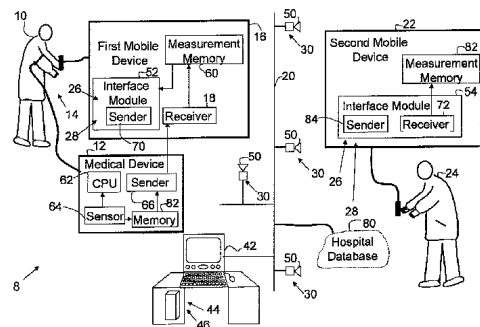 10
50
22
First Mobile Device
Measurement Memory
60
16
30
Second Mobile Device
82
Measurement Memory
52
20
Interface Module
54
26
Sender
18
Receiver
Interface Module
72
28
84
Sender
Receiver
14
12
70
50
Medical Device
50
26
24
62
CPU
Sender
30
28
64
66
82
30
80
Sensor
Memory
Hospital Database
42
50
8
30
44
46